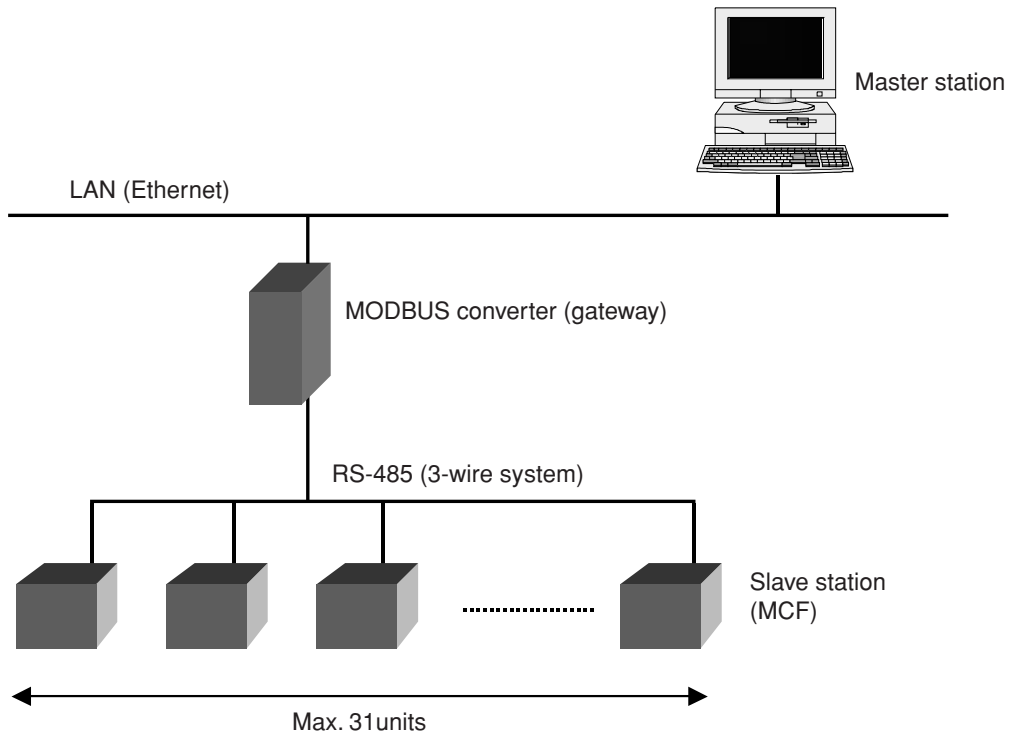 Master station
LAN (Ethernet)
MODBUS converter (gateway)
RS-485 (3-wire system)
Slave station
(MCF)
Max. 31units